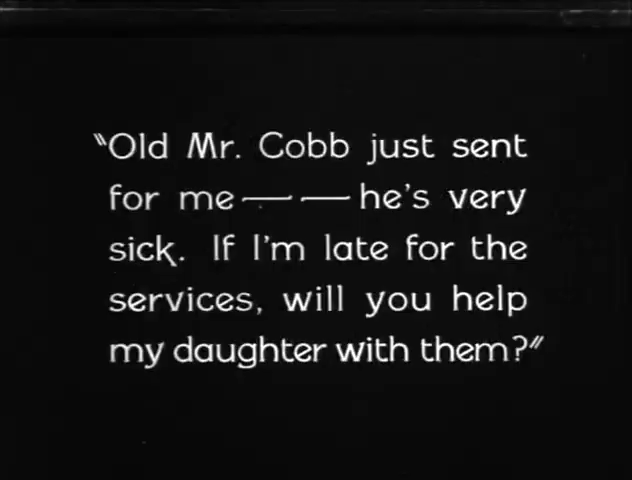 "Old Mr. Cobb just sent
for me — — he's very
sick. If I'm late for the
services, will you help
my daughter with them?"